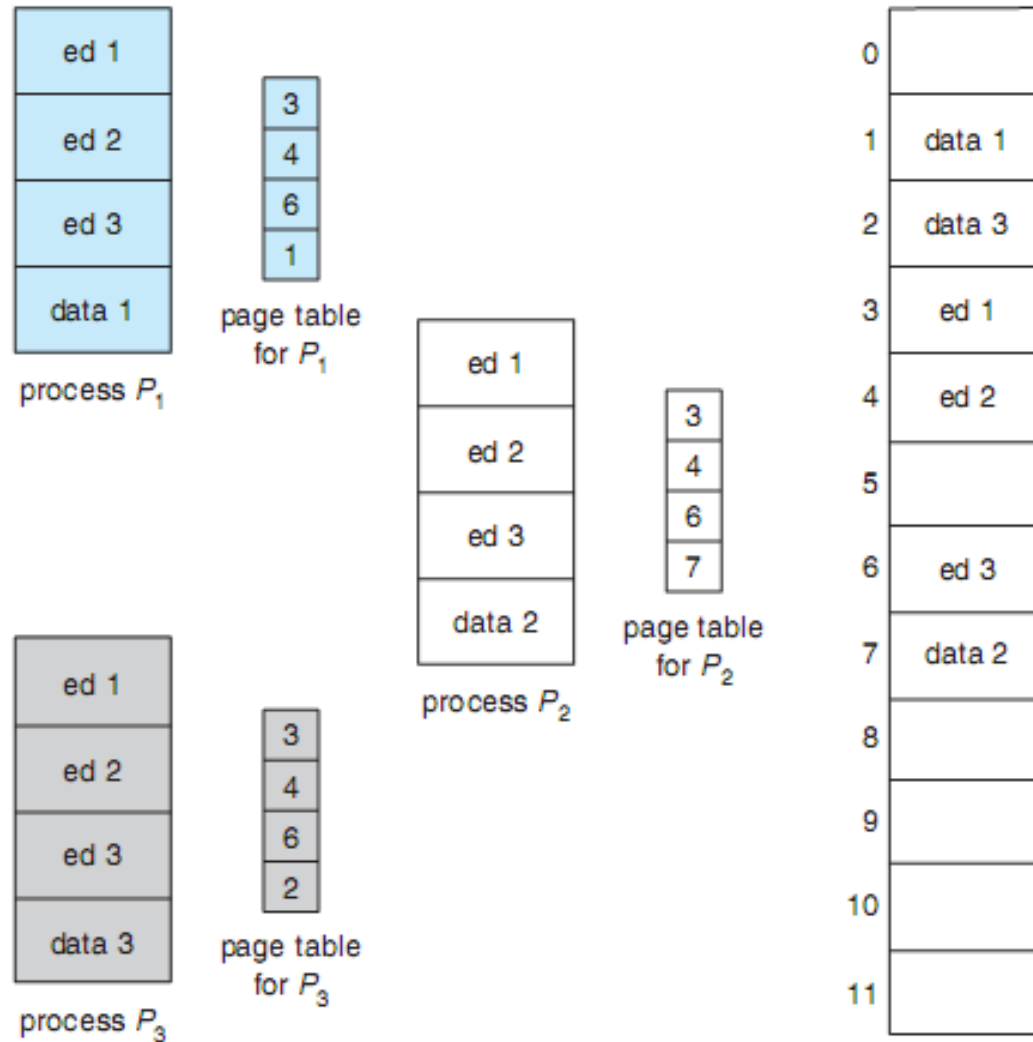 ed 1
ed 2
ed 3
data 1
process P1
3
4
6
1
page table
for P1
ed 1
ed 2
ed 3
data 2
process P2
3
4
6
7
page table
for P2
ed 1
ed 2
ed 3
data 3
process P3
3
4
6
2
page table
for P3
0
1 data 1
2 data 3
3 ed 1
4 ed 2
5
6 ed 3
7 data 2
8
9
10
11